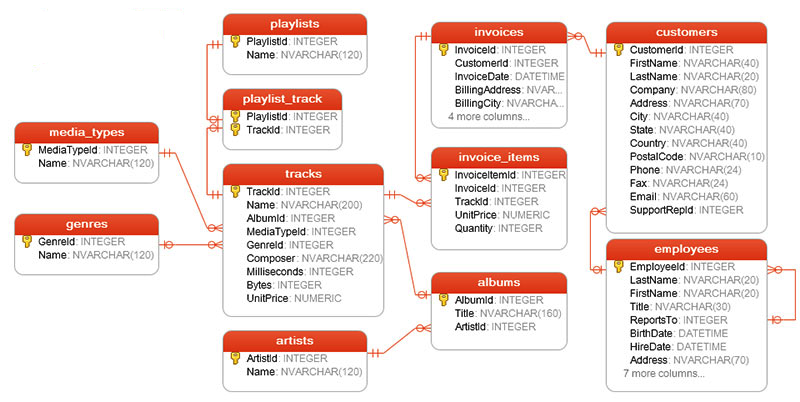 playlists
PlaylistId: INTEGER
Name: NVARCHAR(120)
playlist_track
PlaylistId: INTEGER
TrackId: INTEGER
media_types
MediaTypeId: INTEGER
Name: NVARCHAR(120)
genres
GenreId: INTEGER
Name: NVARCHAR(120)
tracks
TrackId: INTEGER
Name: NVARCHAR(200)
AlbumId: INTEGER
MediaTypeId: INTEGER
GenreId: INTEGER
Composer: NVARCHAR(220)
Milliseconds: INTEGER
Bytes: INTEGER
UnitPrice: NUMERIC
artists
ArtistId: INTEGER
Name: NVARCHAR(120)
invoices
InvoiceId: INTEGER
CustomerId: INTEGER
InvoiceDate: DATETIME
BillingAddress: NVAR...
BillingCity: NVARCHA...
4 more columns...
invoice_items
InvoiceItemId: INTEGER
InvoiceId: INTEGER
TrackId: INTEGER
UnitPrice: NUMERIC
Quantity: INTEGER
albums
AlbumId: INTEGER
Title: NVARCHAR(160)
ArtistId: INTEGER
customers
CustomerId: INTEGER
FirstName: NVARCHAR(40)
LastName: NVARCHAR(20)
Company: NVARCHAR(80)
Address: NVARCHAR(70)
City: NVARCHAR(40)
State: NVARCHAR(40)
Country: NVARCHAR(40)
PostalCode: NVARCHAR(10)
Phone: NVARCHAR(24)
Fax: NVARCHAR(24)
Email: NVARCHAR(60)
SupportRepId: INTEGER
employees
EmployeeId: INTEGER
LastName: NVARCHAR(20)
FirstName: NVARCHAR(20)
Title: NVARCHAR(30)
ReportsTo: INTEGER
BirthDate: DATETIME
HireDate: DATETIME
Address: NVARCHAR(70)
7 more columns...